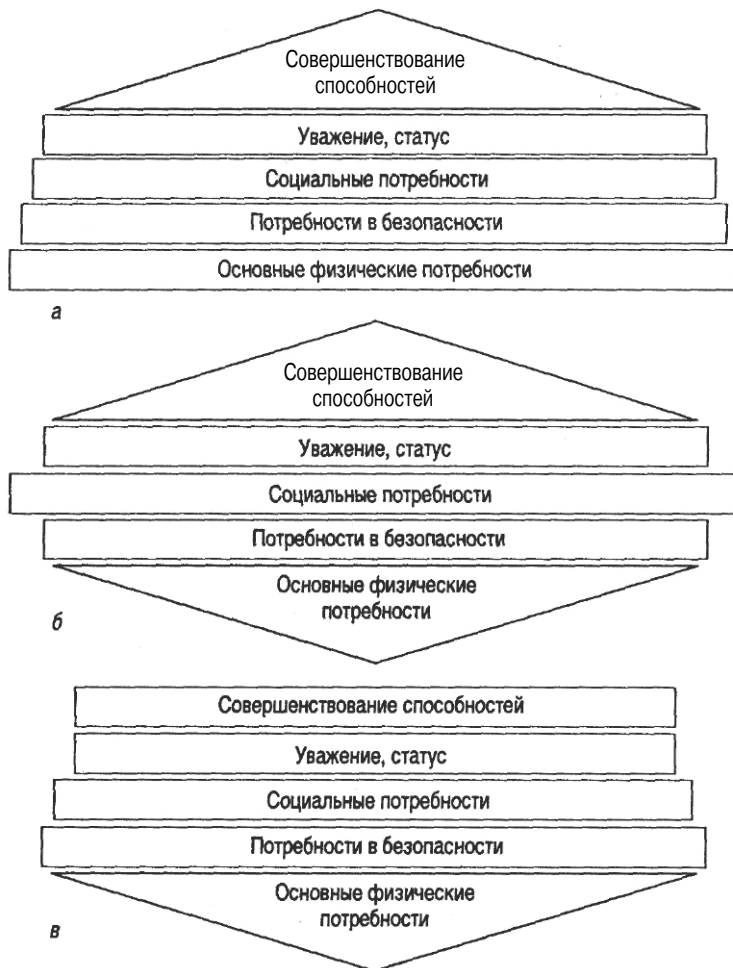 Совершенствование
способностей
Уважение, статус
Социальные потребности
Потребности в безопасности
Основные физические потребности
а
Совершенствование
способностей
Уважение, статус
Социальные потребности
Потребности в безопасности
Основные физические
потребности
б
Совершенствование способностей
Уважение, статус
Социальные потребности
Потребности в безопасности
Основные физические
потребности
в